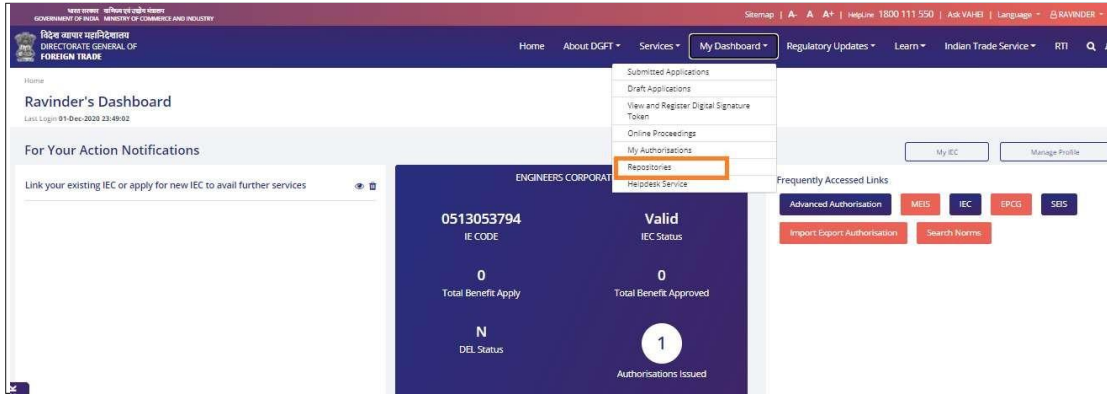 भारत सरकार वाणिज्य एवं उद्योग मंत्रालय
GOVERNMENT OF INDIA MINISTRY OF COMMERCE AND INDUSTRY
Sitemap | A- A A+ | HelpLine 1800 111 550 | Ask VAHEI | Language | RAVINDER
विदेश व्यापार महानिदेशालय
DIRECTORATE GENERAL OF
FOREIGN TRADE
Home About DGFT Services My Dashboard Regulatory Updates Learn Indian Trade Service RTI
Submitted Applications
Draft Applications
View and Register Digital Signature
Token
Online Proceedings
My Authorisations
Repositories
Helpdesk Service
Home
Ravinder's Dashboard
Last Login 01-Dec-2020 23:49:02
For Your Action Notifications
My IEC Manage Profile
Link your existing IEC or apply for new IEC to avail further services
ENGINEERS CORPORAT
0513053794
IE CODE
Valid
IEC Status
0
Total Benefit Apply
0
Total Benefit Approved
N
DEL Status
1
Authorisations Issued
Frequently Accessed Links
Advanced Authorisation MEIS IEC EPCG SEIS
Import Export Authorisation Search Norms